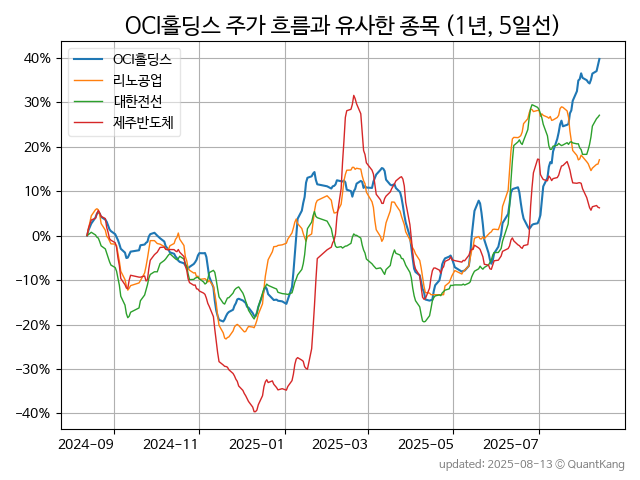 OCI홀딩스 주가 흐름과 유사한 종목 (1년, 5일선)
OCI홀딩스
리노공업
대한전선
제주반도체
40%
30%
20%
10%
0%
−10%
−20%
−30%
−40%
2024-09
2024-11
2025-01
2025-03
2025-05
2025-07
updated: 2025-08-13 ⓒ QuantKang